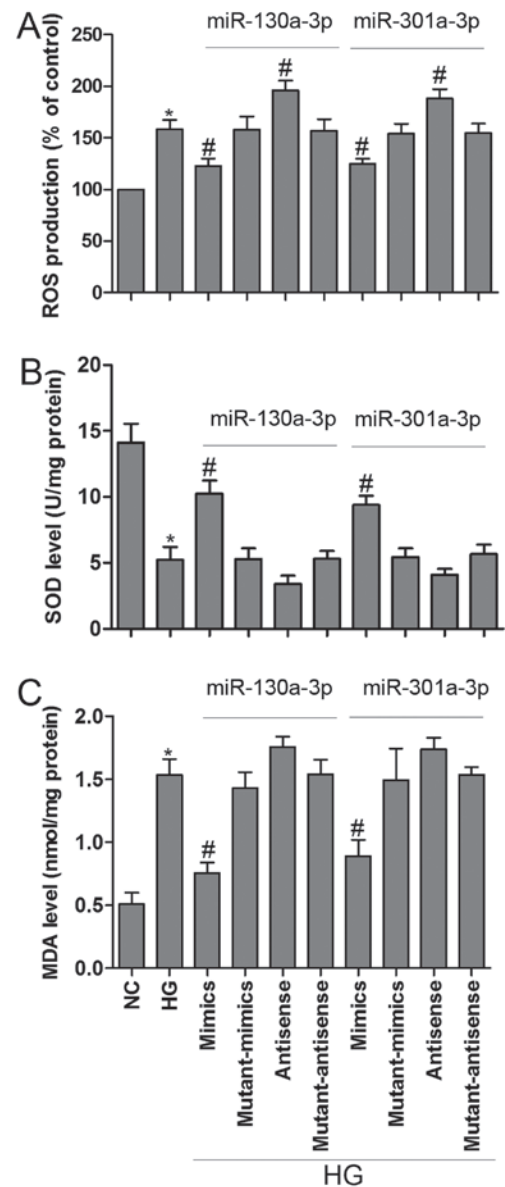 A
miR-130a-3p miR-301a-3p
ROS production (% of control)
250
200
150
100
50
0
* # # # #
B
miR-130a-3p miR-301a-3p
SOD level (U/mg protein)
20
15
10
5
0
* # #
C
miR-130a-3p miR-301a-3p
MDA level (nmol/mg protein)
2.0
1.5
1.0
0.5
0.0
* # #
NC
HG
Mimics
Mutant-mimics
Antisense
Mutant-antisense
Mimics
Mutant-mimics
Antisense
Mutant-antisense
HG